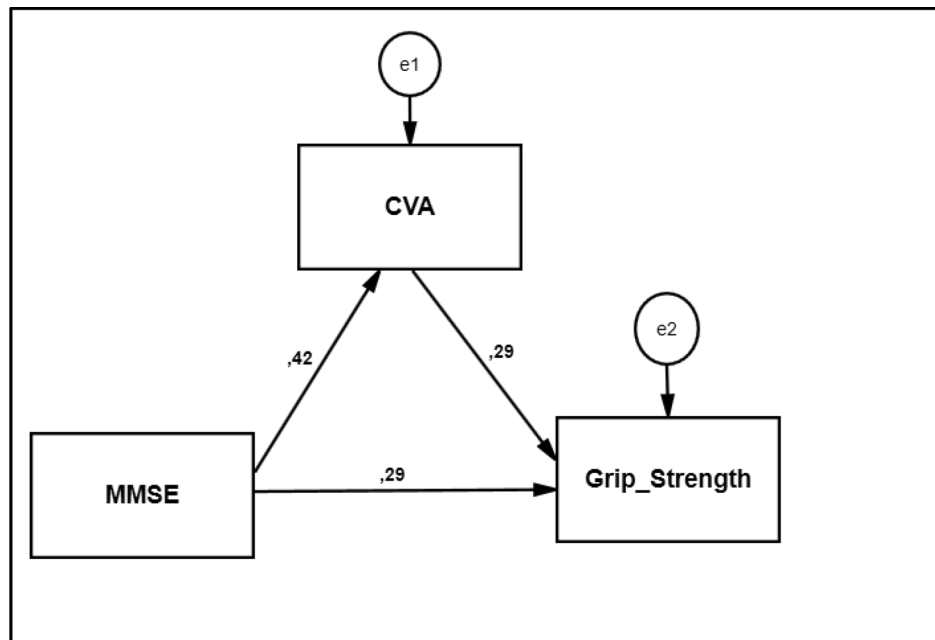 e1
CVA
e2
,42
,29
MMSE
,29
Grip_Strength